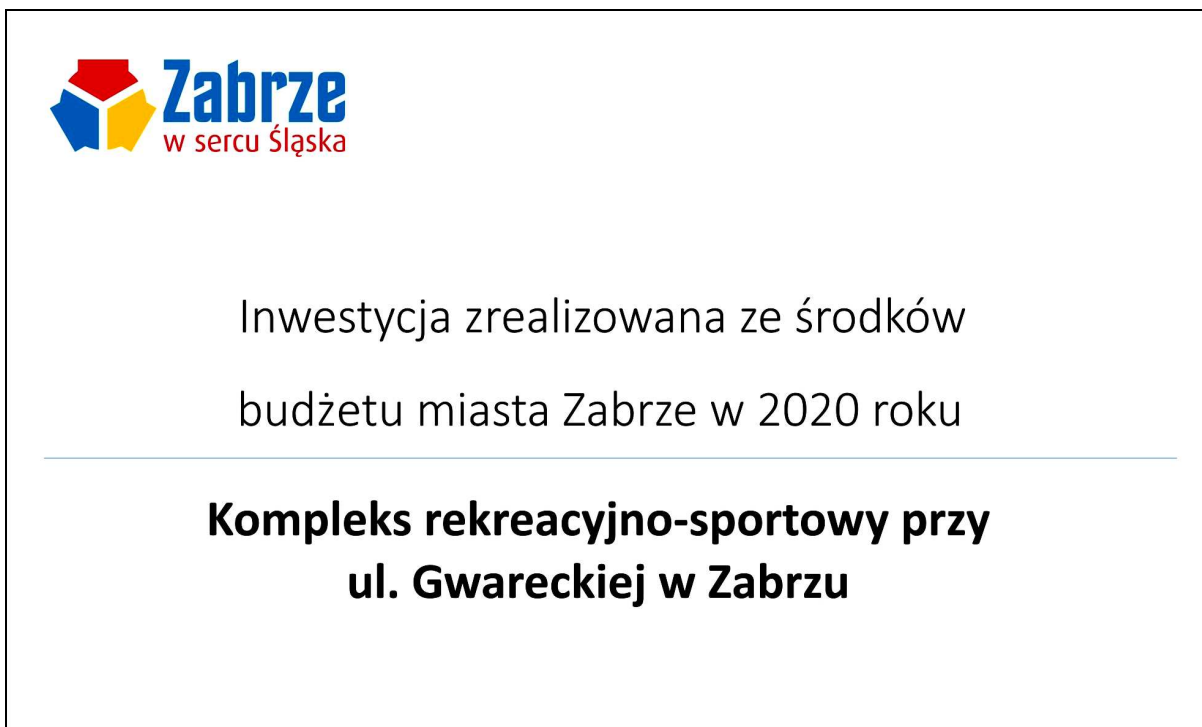 Zabrze
w sercu Śląska
Inwestycja zrealizowana ze środków
budżetu miasta Zabrze w 2020 roku
Kompleks rekreacyjno-sportowy przy
ul. Gwareckiej w Zabrzu